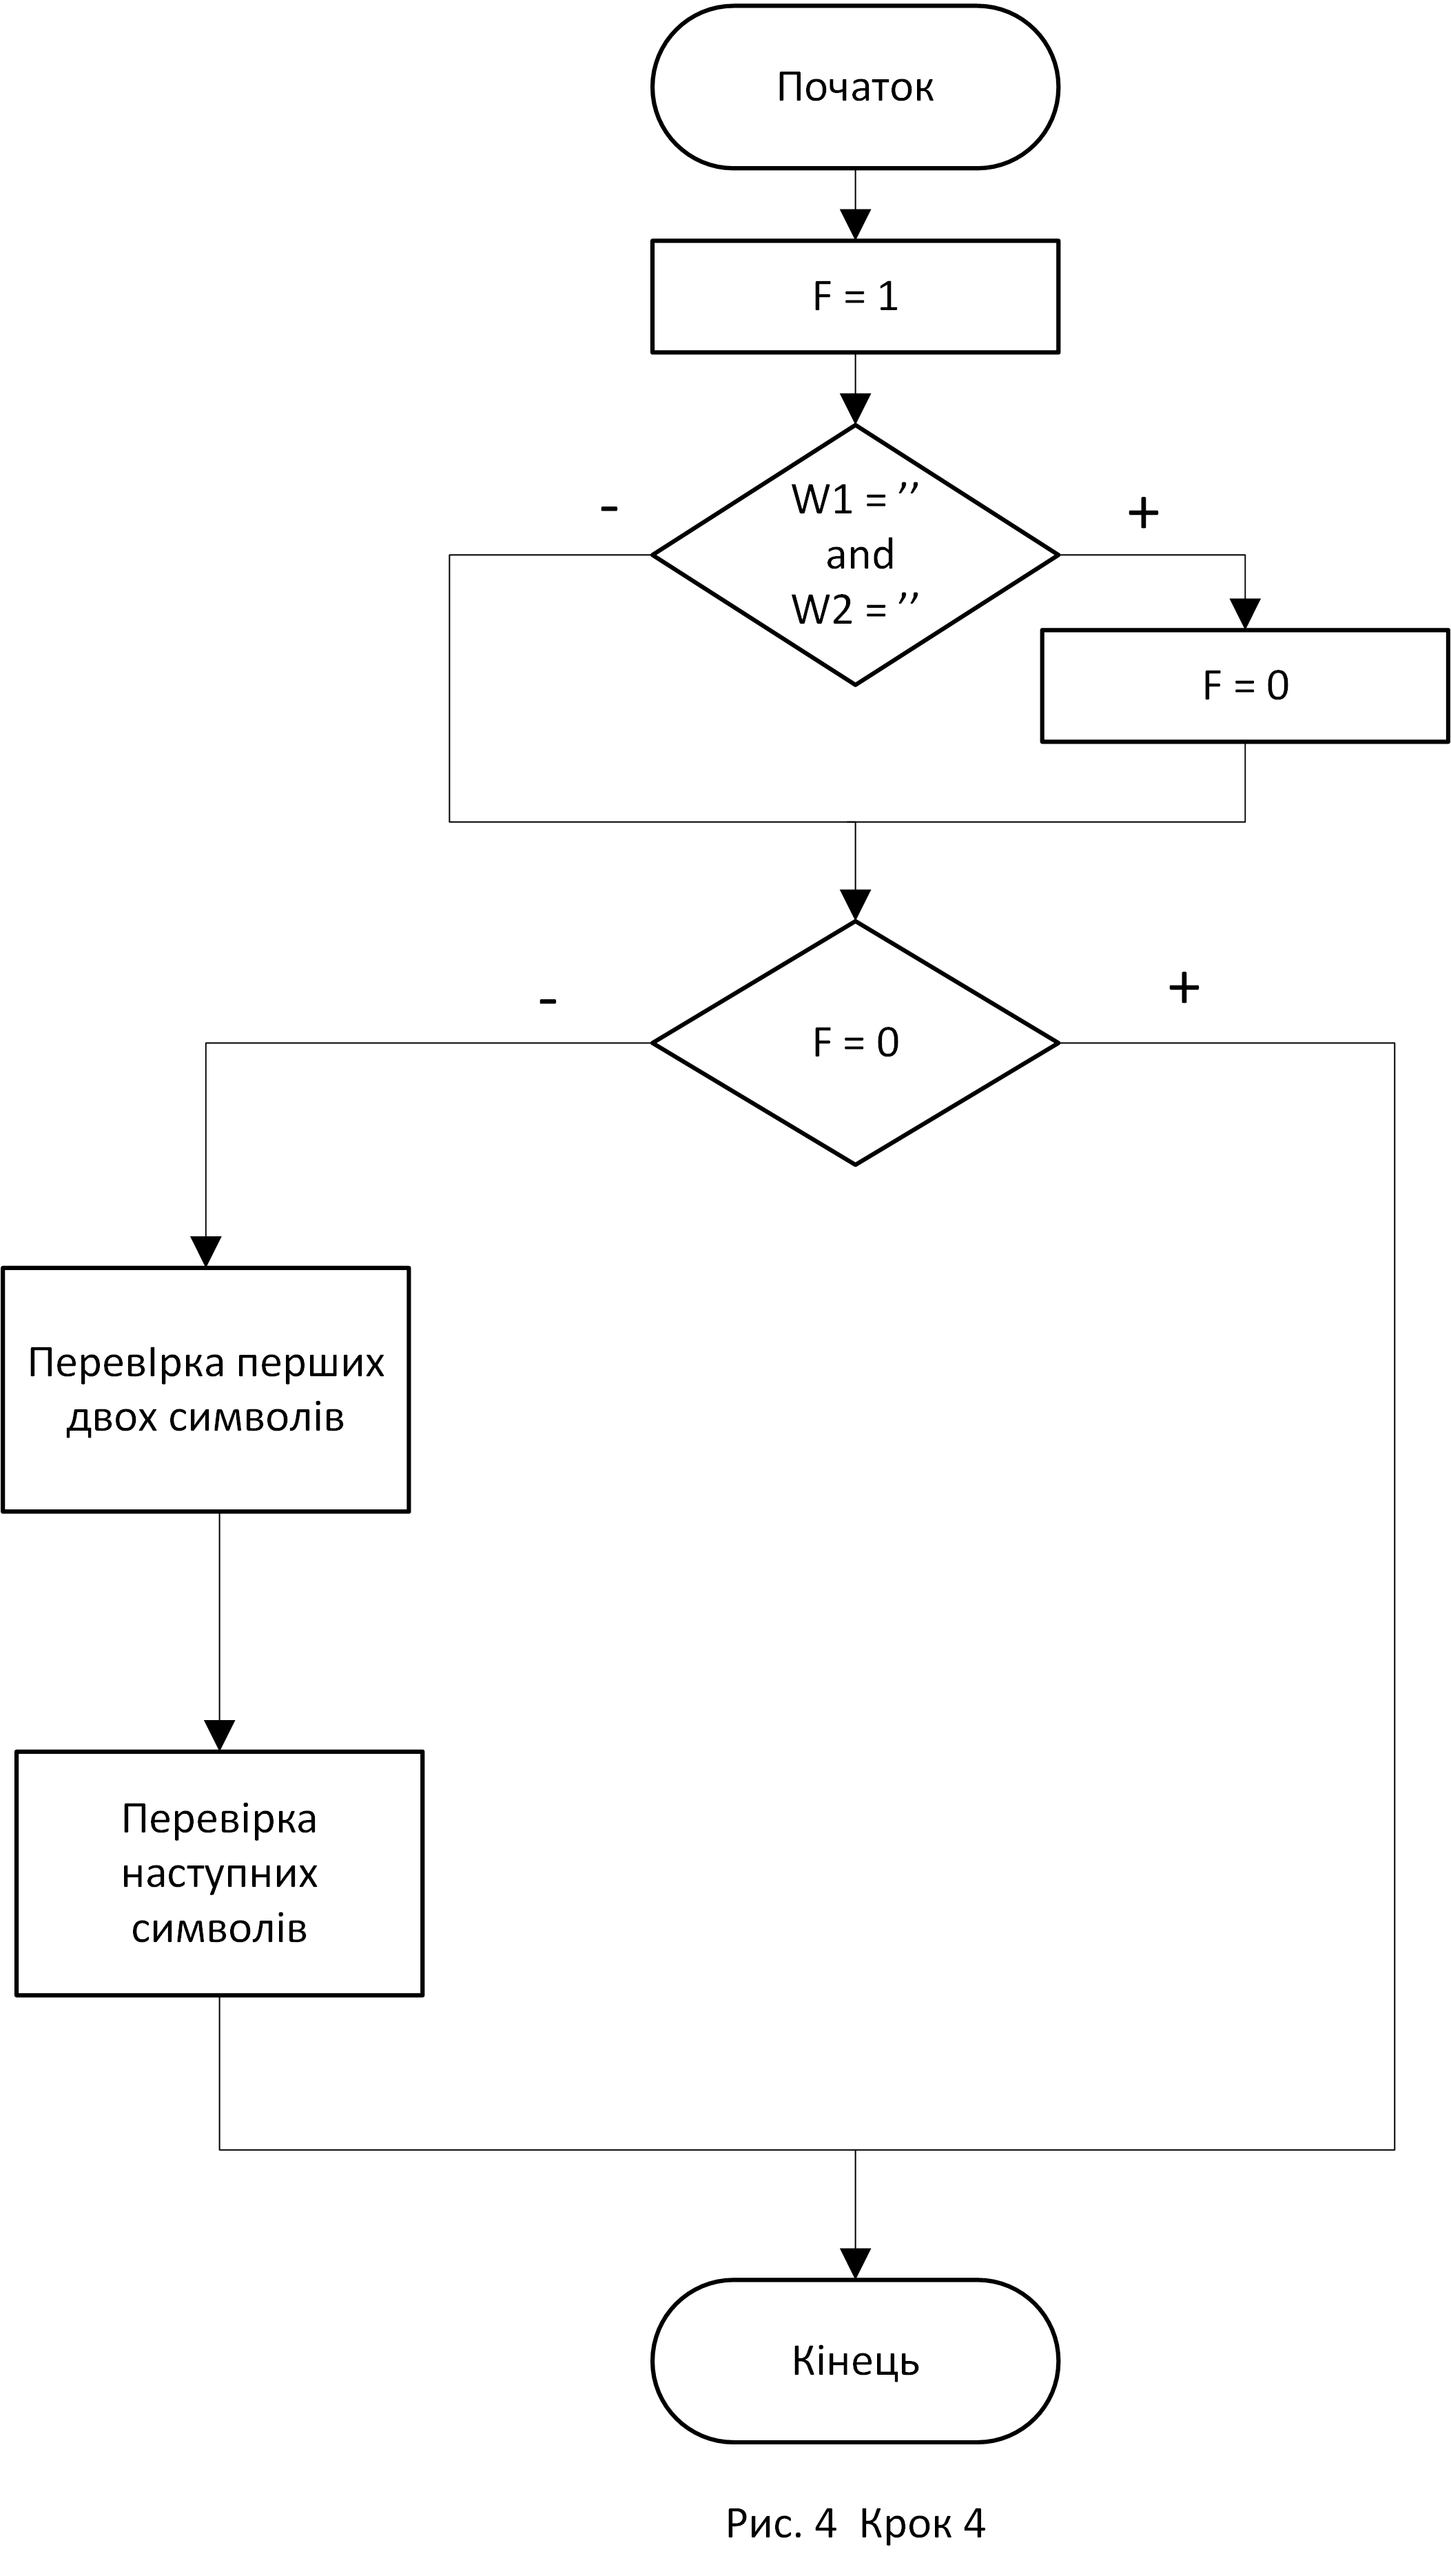 Початок
F = 1
W1 = ’’
and
W2 = ’’
-
+
F = 0
-
+
F = 0
ПеревІрка перших
двох символів
Перевірка
наступних
символів
Кінець
Рис. 4 Крок 4